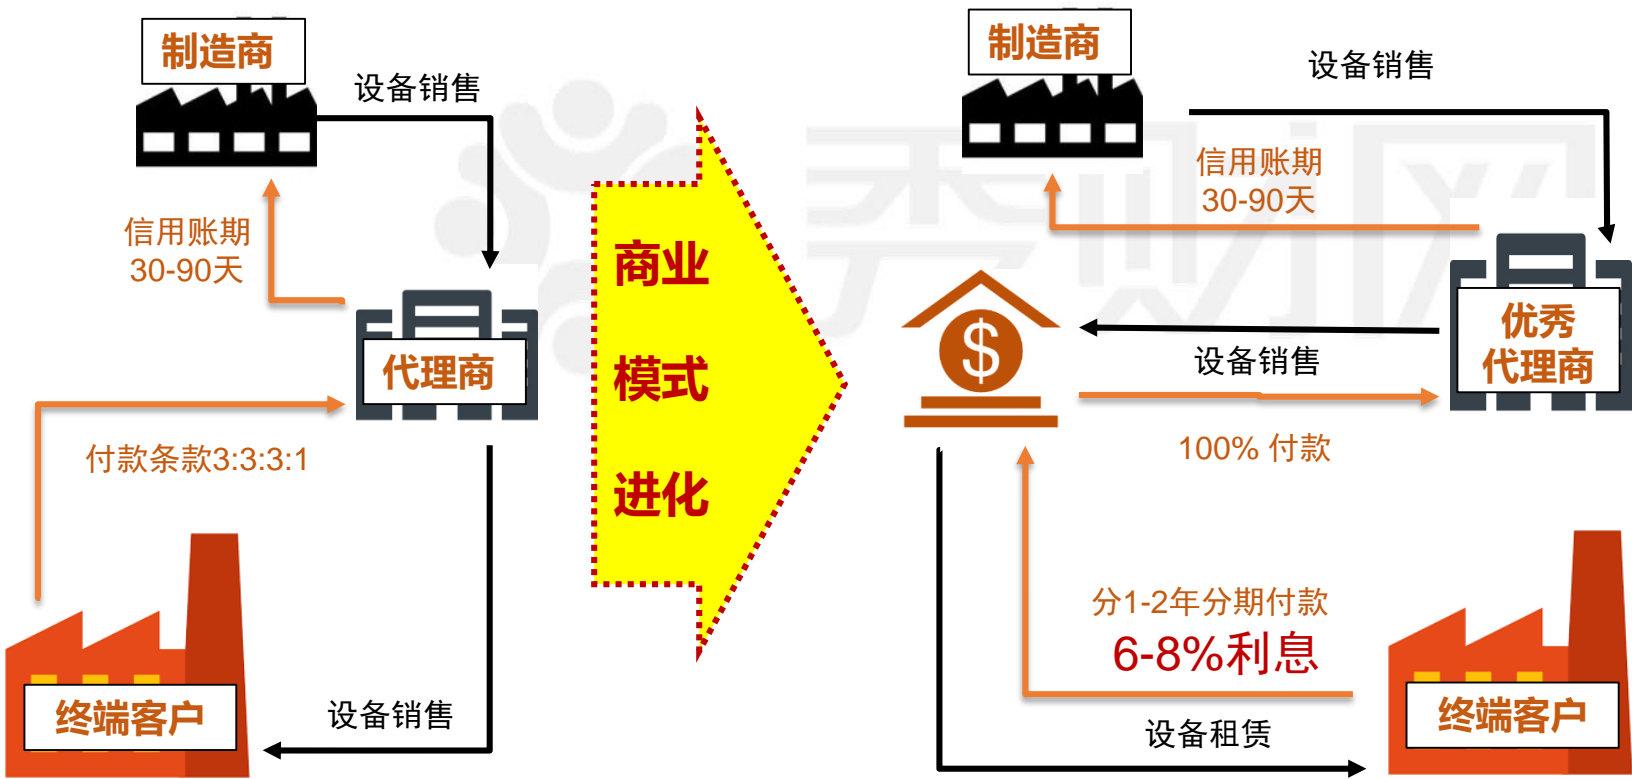 制造商
设备销售
信用账期
30-90天
代理商
付款条款3:3:3:1
终端客户
设备销售
商业
模式
进化
制造商
设备销售
信用账期
30-90天
优秀
代理商
$
设备销售
100% 付款
分1-2年分期付款
6-8%利息
终端客户
设备租赁
秀财网